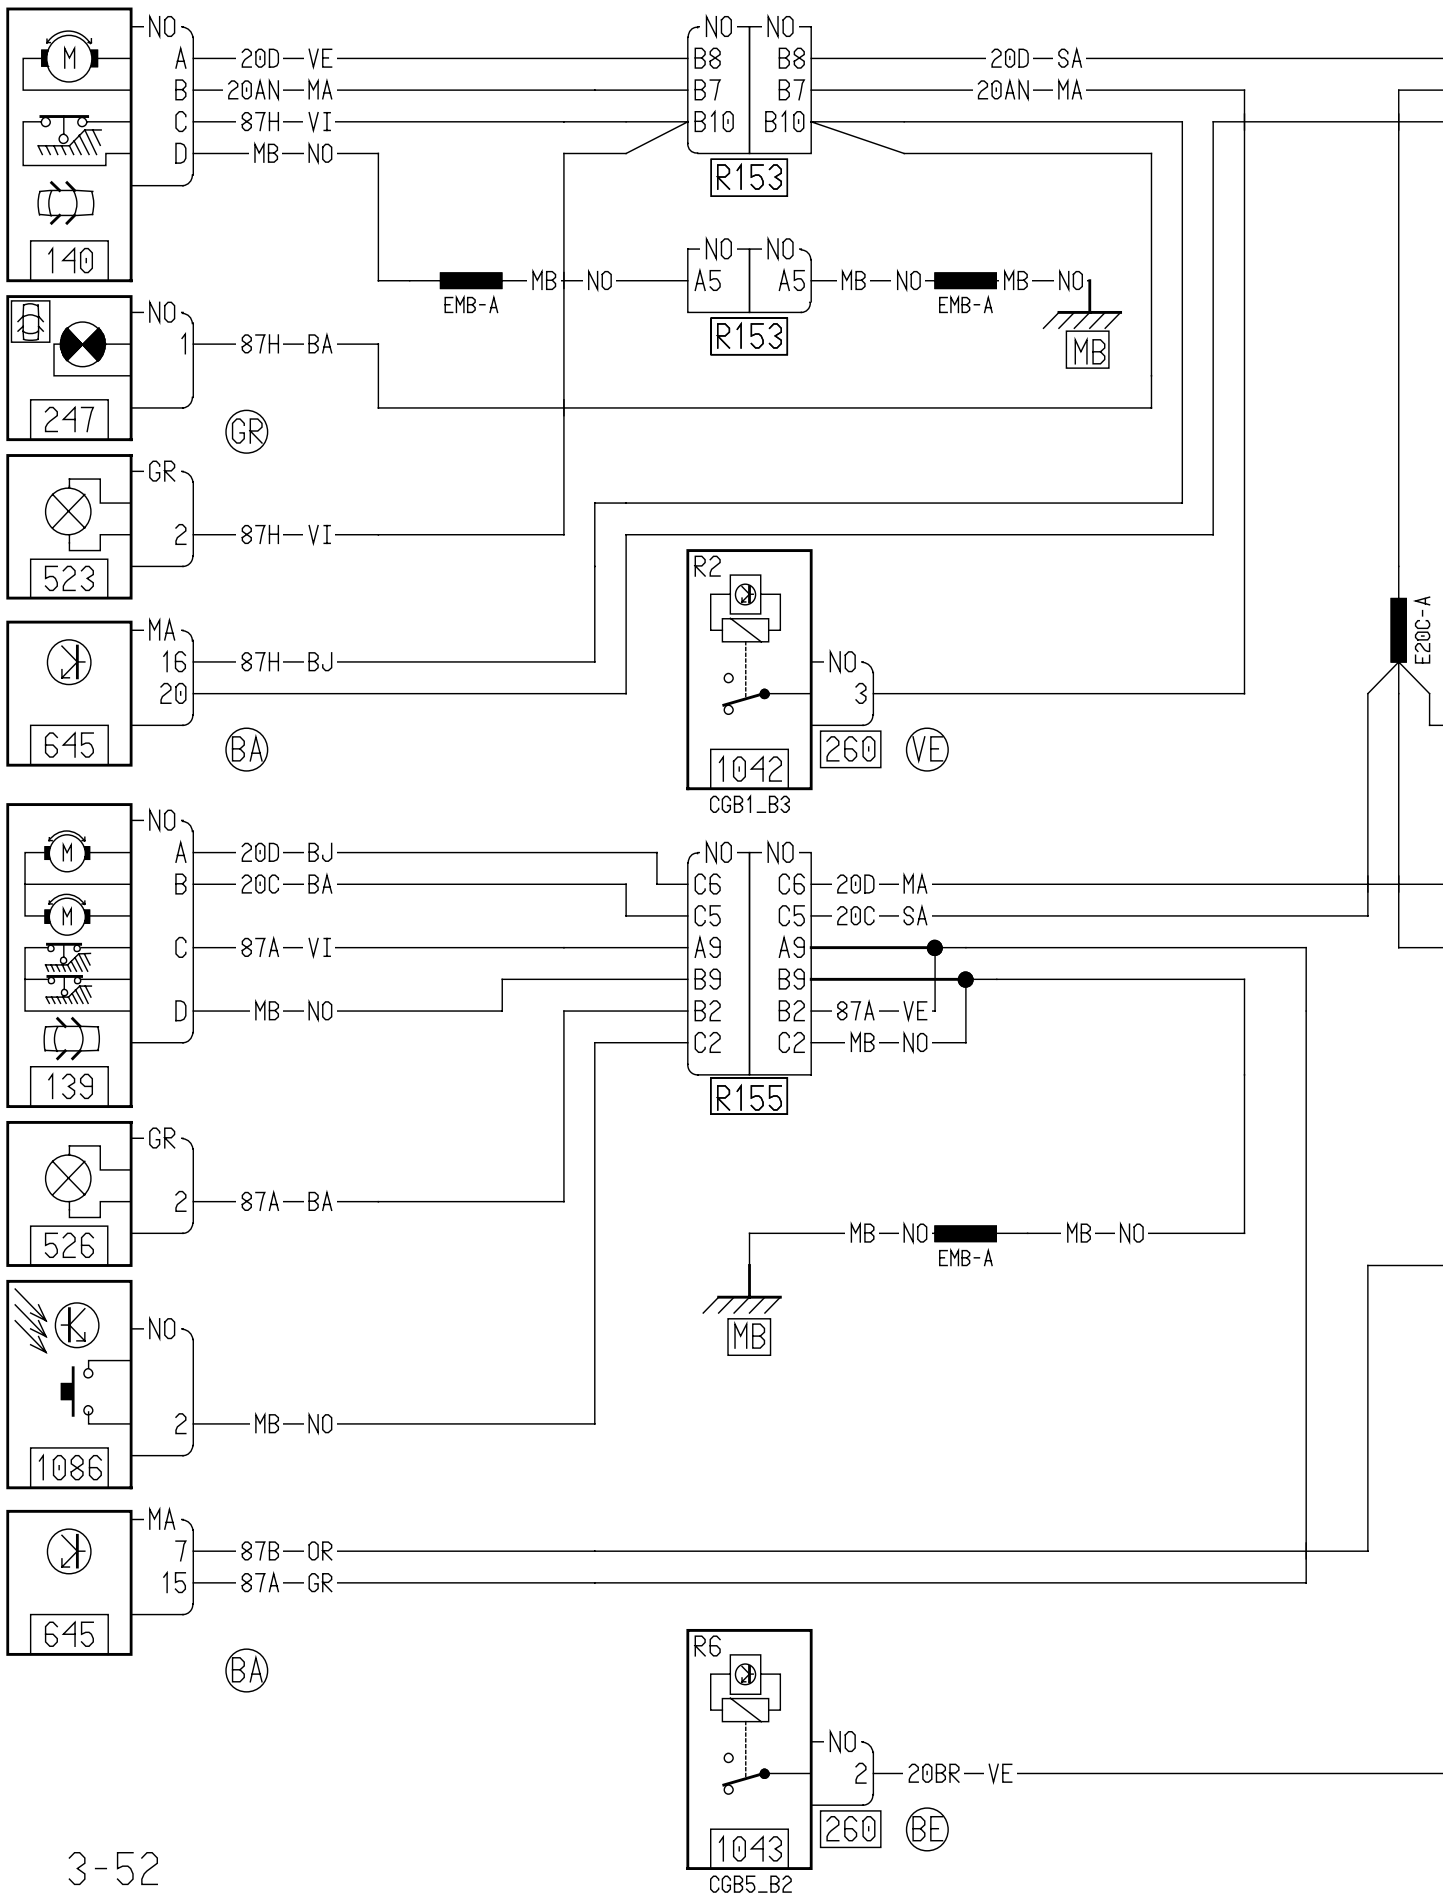 NO NO NO
M A 20D VE B8 B8 20D SA
B 20AN MA B7 B7 20AN MA
C 87H VI B10 B10
D MB NO
R153
140
NO NO
A5 A5
MB NO MB NO MB NO
EMB-A EMB-A
R153
MB
NO
1 87H BA
247
GR
GR
2 87H VI
523
R2
E20C-A
MA
16 87H BJ
20
NO
3
645
BA
1042
260 VE
CGB1_B3
NO
M A 20D BJ
NO NO
B 20C BA C6 C6 20D MA
M C5 C5 20C SA
C 87A VI A9 A9
B9 B9
D MB NO B2 B2 87A VE
C2 C2 MB NO
139
R155
GR
2 87A BA
526
MB NO MB NO
EMB-A
MB
NO
2 MB NO
1086
MA
7 87B OR
15 87A GR
645
BA
R6
NO
2 20BR VE
260 BE
1043
CGB5_B2
3-52